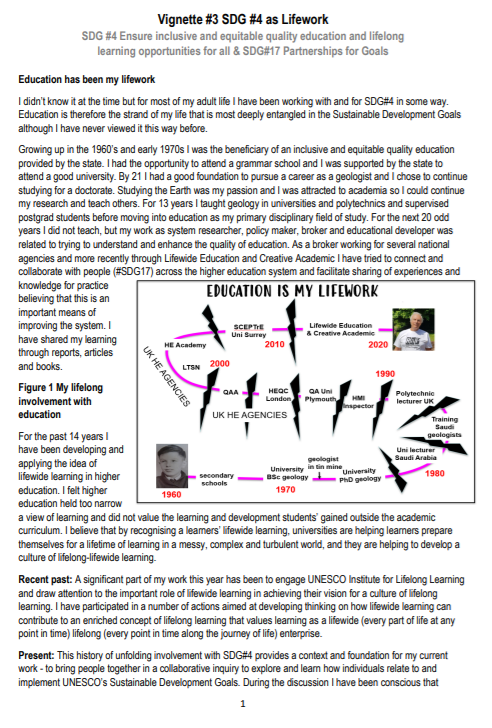 Vignette #3 SDG #4 as Lifework
SDG #4 Ensure inclusive and equitable quality education and lifelong
learning opportunities for all & SDG#17 Partnerships for Goals
Education has been my lifework
I didn't know it at the time but for most of my adult life I have been working with and for SDG#4 in some way.
Education is therefore the strand of my life that is most deeply entangled in the Sustainable Development Goals
although I have never viewed it this way before.
Growing up in the 1960's and early 1970s I was the beneficiary of an inclusive and equitable quality education
provided by the state. I had the opportunity to attend a grammar school and I was supported by the state to
attend a good university. By 21 I had a good foundation to pursue a career as a geologist and I chose to continue
studying for a doctorate. Studying the Earth was my passion and I was attracted to academia so I could continue
my research and teach others. For 13 years I taught geology in universities and polytechnics and supervised
postgrad students before moving into education as my primary disciplinary field of study. For the next 20 odd
years I did not teach, but my work as system researcher, policy maker, broker and educational developer was
related to trying to understand and enhance the quality of education. As a broker working for several national
agencies and more recently through Lifewide Education and Creative Academic I have tried to connect and
collaborate with people (#SDG17) across the higher education system and facilitate sharing of experiences and
knowledge for practice
believing that this is an
important means of
improving the system. I
have shared my learning
through reports, articles
and books.
Figure 1 My lifelong
involvement with
education
For the past 14 years I
have been developing and
applying the idea of
lifewide learning in higher
education. I felt higher
education held too narrow
a view of learning and did not value the learning and development students' gained outside the academic
curriculum. I believe that by recognising a learners' lifewide learning, universities are helping learners prepare
themselves for a lifetime of learning in a messy, complex and turbulent world, and they are helping to develop a
culture of lifelong-lifewide learning.
EDUCATION IS MY LIFEWORK
SCEPTrE
Uni Surrey
Lifewide Education
& Creative Academic
HE Academy
2010
2020
UK HE AGENCIES
LTSN
2000
1990
QAA
HEQC
London
QA Uni
Plymouth
HMI
Inspector
Polytechnic
lecturer UK
UK HE AGENCIES
Training
Saudi
geologists
Uni lecturer
Saudi Arabia
1980
secondary
schools
University
BSc geology
geologist
in tin mine
University
PhD geology
1960
1970
Recent past: A significant part of my work this year has been to engage UNESCO Institute for Lifelong Learning
and draw attention to the important role of lifewide learning in achieving their vision for a culture of lifelong
learning. I have participated in a number of actions aimed at developing thinking on how lifewide learning can
contribute to an enriched concept of lifelong learning that values learning as a lifewide (every part of life at any
point in time) lifelong (every point in time along the journey of life) enterprise.
Present: This history of unfolding involvement with SDG#4 provides a context and foundation for my current
work - to bring people together in a collaborative inquiry to explore and learn how individuals relate to and
implement UNESCO's Sustainable Development Goals. During the discussion I have been conscious that
1